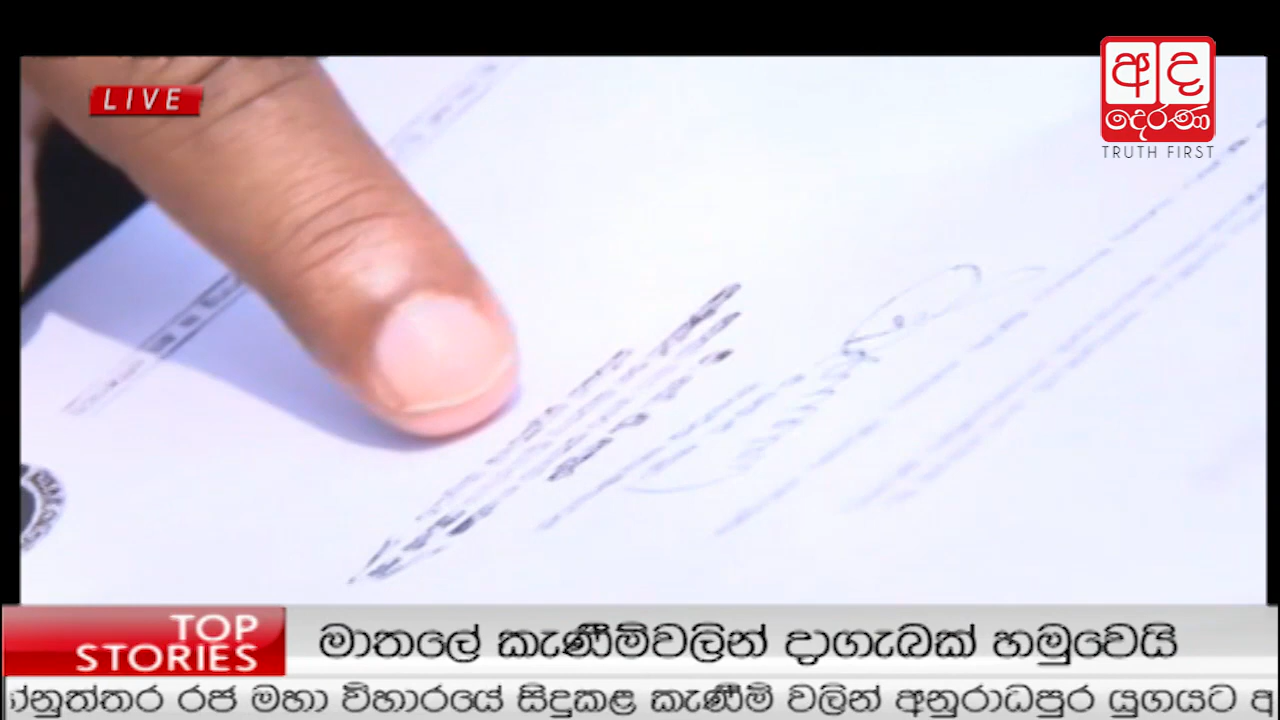 LIVE
අද
දෙරණ
TRUTH FIRST
TOP
STORIES
මාතලේ කැණීම්වලින් දාගැබක් හමුවෙයි
රජ මහා විහාරයේ සිදුකළ කැණීම් වලින් අනුරාධපුර යුගයට